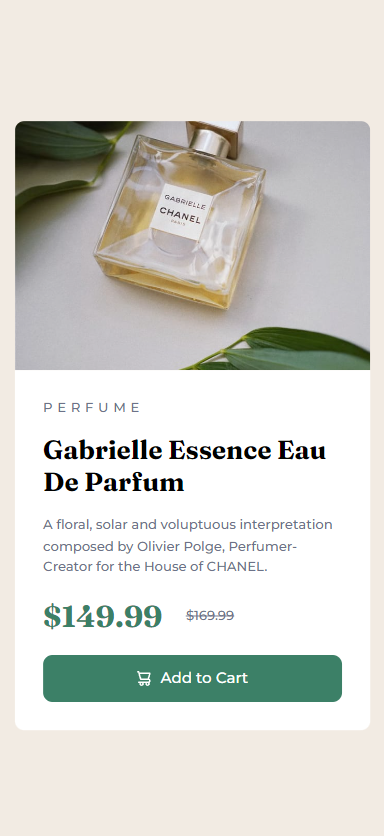 GABRIELLE
CHANEL
PARIS
PERFUME
Gabrielle Essence Eau
De Parfum
A floral, solar and voluptuous interpretation
composed by Olivier Polge, Perfumer-
Creator for the House of CHANEL.
$149.99 $169.99
Add to Cart